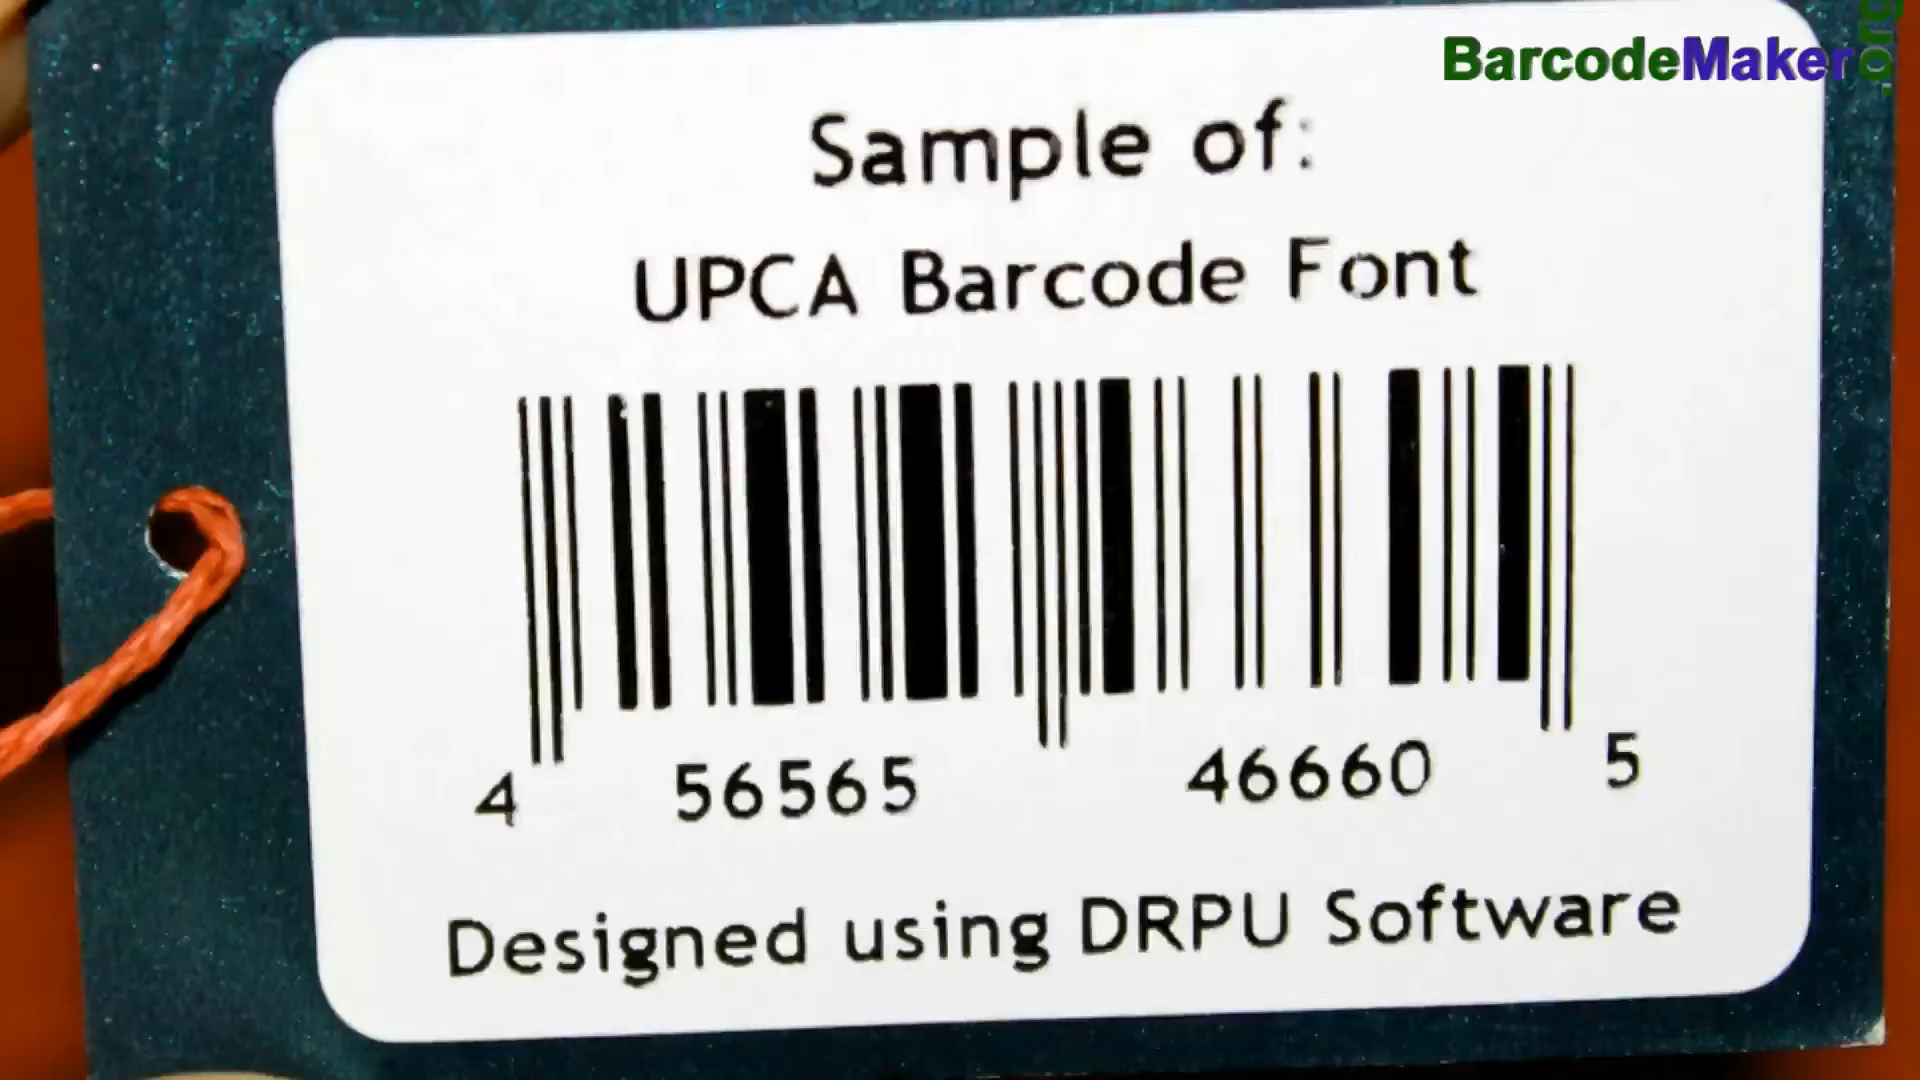 BarcodeMaker.org
Sample of:
UPCA Barcode Font
4 56565 46660 5
Designed using DRPU Software